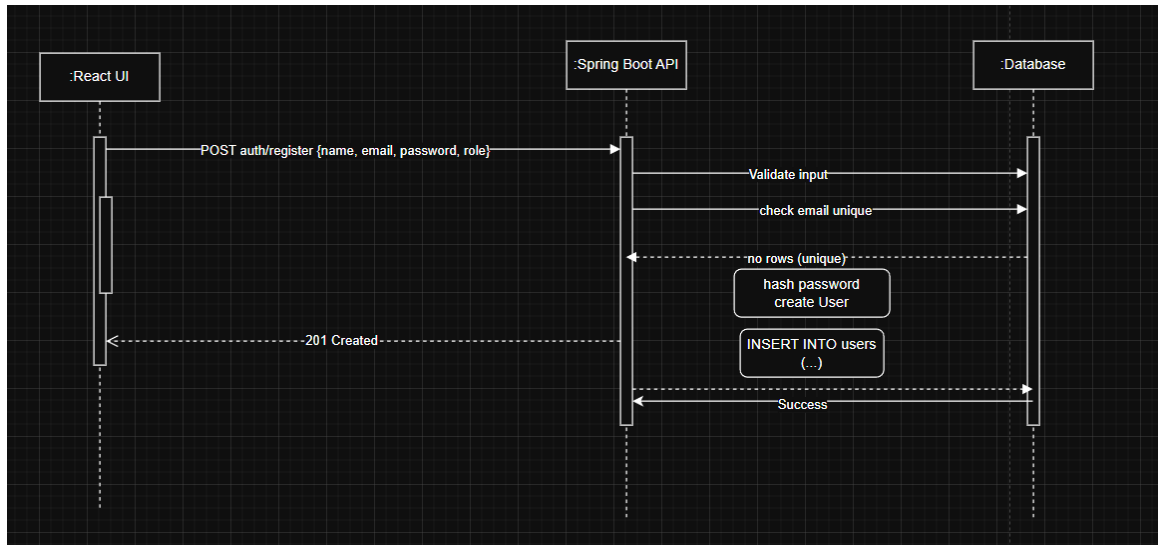 :React UI
:Spring Boot API
:Database
POST auth/register {name, email, password, role}
Validate input
check email unique
no rows (unique)
hash password
create User
201 Created
INSERT INTO users
(...)
Success